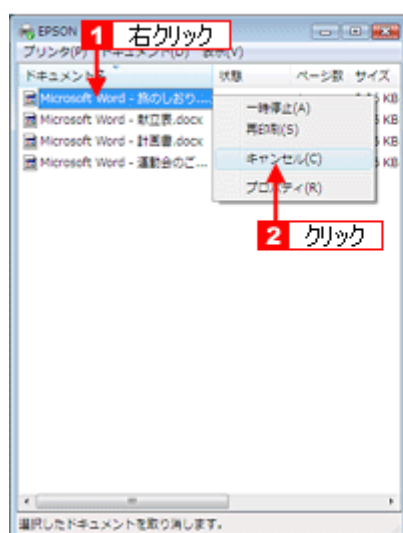 EPSON
1 右クリック
プリンタ(P) ドキュメント(D) 表示(V)
ドキュメント名 状態 ページ数 サイズ
Microsoft Word - 旅のしおり....
Microsoft Word - 献立表.docx
Microsoft Word - 計画書.docx
Microsoft Word - 運動会のご...
KB
KB
KB
KB
一時停止(A)
再印刷(S)
キャンセル(C)
プロパティ(R)
2 クリック
選択したドキュメントを取り消します。